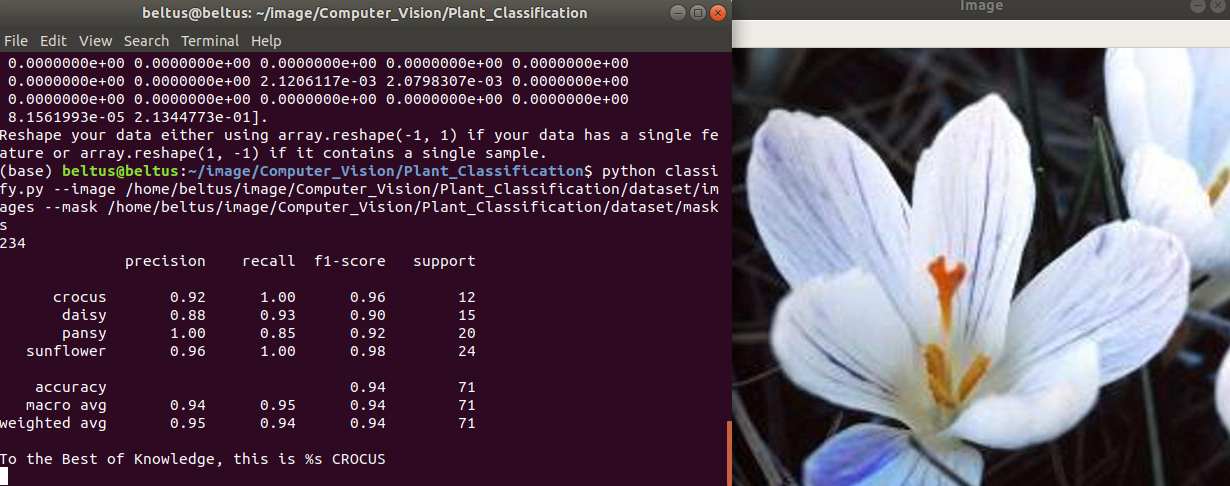 beltus@beltus: ~/image/Computer_Vision/Plant_Classification
Image
File Edit View Search Terminal Help
0.0000000e+00 0.0000000e+00 0.0000000e+00 0.0000000e+00 0.0000000e+00
0.0000000e+00 0.0000000e+00 2.1206117e-03 2.0798307e-03 0.0000000e+00
0.0000000e+00 0.0000000e+00 0.0000000e+00 0.0000000e+00 0.0000000e+00
8.1561993e-05 2.1344773e-01].
Reshape your data either using array.reshape(-1, 1) if your data has a single fe
ature or array.reshape(1, -1) if it contains a single sample.
(base) beltus@beltus:~/image/Computer_Vision/Plant_Classification$ python classi
fy.py --image /home/beltus/image/Computer_Vision/Plant_Classification/dataset/im
ages --mask /home/beltus/image/Computer_Vision/Plant_Classification/dataset/mask
s
234
precision recall f1-score support
crocus 0.92 1.00 0.96 12
daisy 0.88 0.93 0.90 15
pansy 1.00 0.85 0.92 20
sunflower 0.96 1.00 0.98 24
accuracy 0.94 71
macro avg 0.94 0.95 0.94 71
weighted avg 0.95 0.94 0.94 71
To the Best of Knowledge, this is %s CROCUS